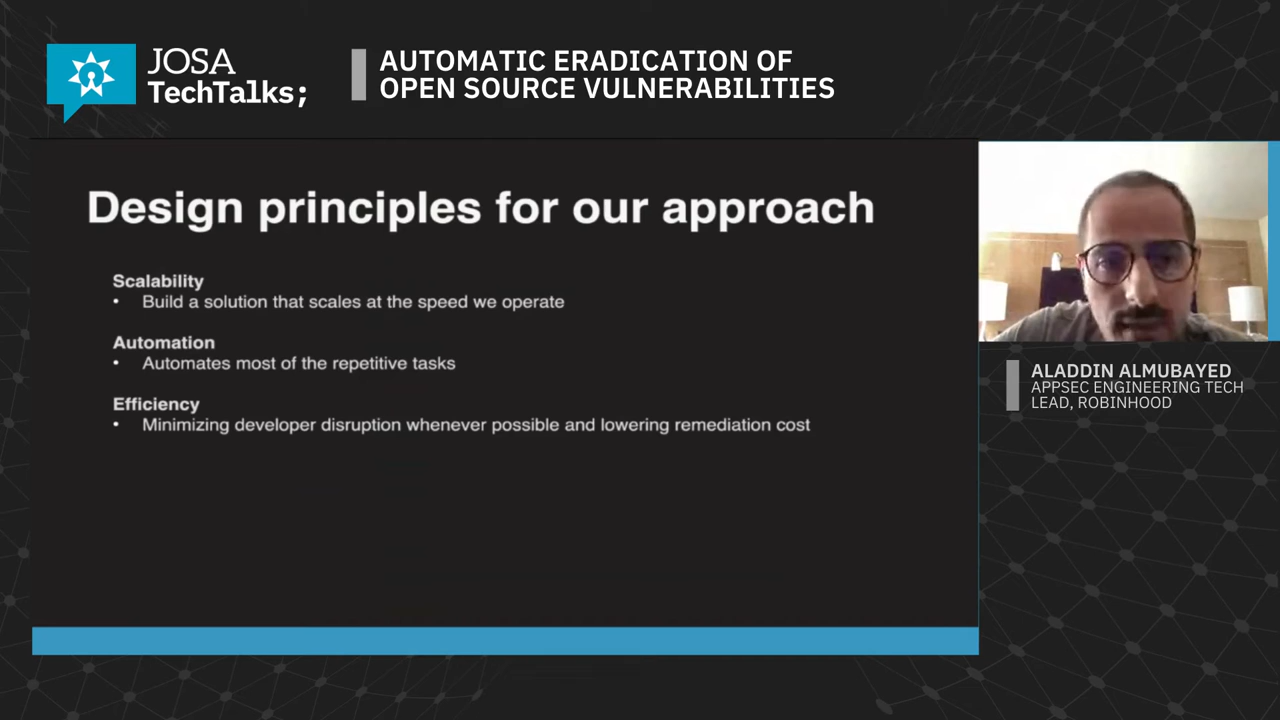 JOSA
TechTalks;
AUTOMATIC ERADICATION OF
OPEN SOURCE VULNERABILITIES
Design principles for our approach
Scalability
• Build a solution that scales at the speed we operate
Automation
• Automates most of the repetitive tasks
Efficiency
• Minimizing developer disruption whenever possible and lowering remediation cost
ALADDIN ALMUBAYED
APPSEC ENGINEERING TECH
LEAD, ROBINHOOD